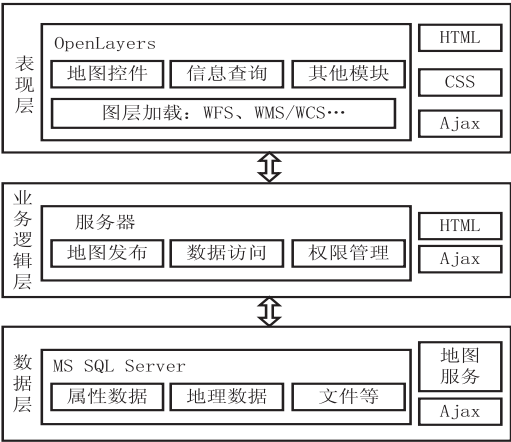 表现层
OpenLayers
地图控件
信息查询
其他模块
图层加载：WFS、WMS/WCS…
HTML
CSS
Ajax
业务逻辑层
服务器
地图发布
数据访问
权限管理
HTML
Ajax
数据层
MS SQL Server
属性数据
地理数据
文件等
地图
服务
Ajax